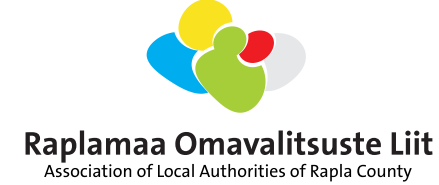 Raplamaa Omavalitsuste Liit
Association of Local Authorities of Rapla County